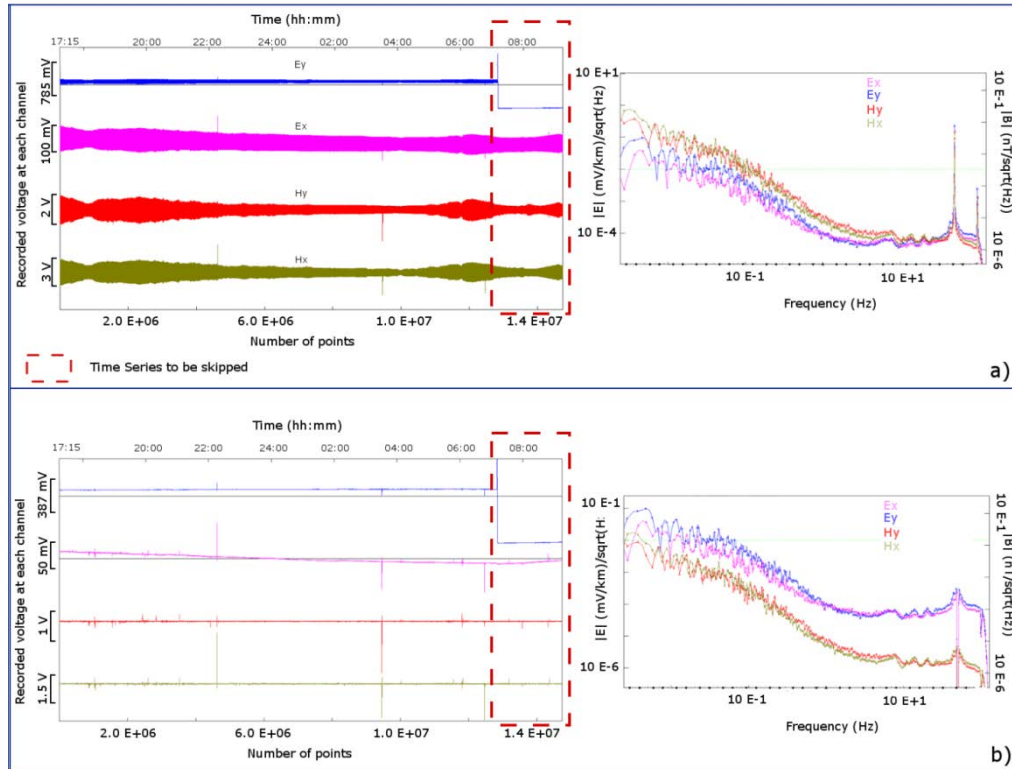 Time (hh:mm)
17:15 20:00 22:00 24:00 02:00 04:00 06:00 08:00
Recorded voltage at each channel
785 mV
100 mV
2 V
3 V
Ey
Ex
Hy
Hx
2.0 E+06 6.0 E+06 1.0 E+07 1.4 E+07
Number of points
Time Series to be skipped
10 E+1
|E| (mV/km)/sqrt(Hz)
10 E-4
Ex
Ey
Hy
Hx
10 E-1
|B| (nT/sqrt(Hz))
10 E-6
10 E-1 10 E+1
Frequency (Hz)
a)
Time (hh:mm)
17:15 20:00 22:00 24:00 02:00 04:00 06:00 08:00
Recorded voltage at each channel
387 mV
50 mV
1 V
1.5 V
2.0 E+06 6.0 E+06 1.0 E+07 1.4 E+07
Number of points
10 E-1
|E| (mV/km)/sqrt(H:
10 E-6
Ex
Ey
Hy
Hx
10 E-1
|B| (nT/sqrt(Hz))
10 E-6
10 E-1 10 E+1
Frequency (Hz)
b)